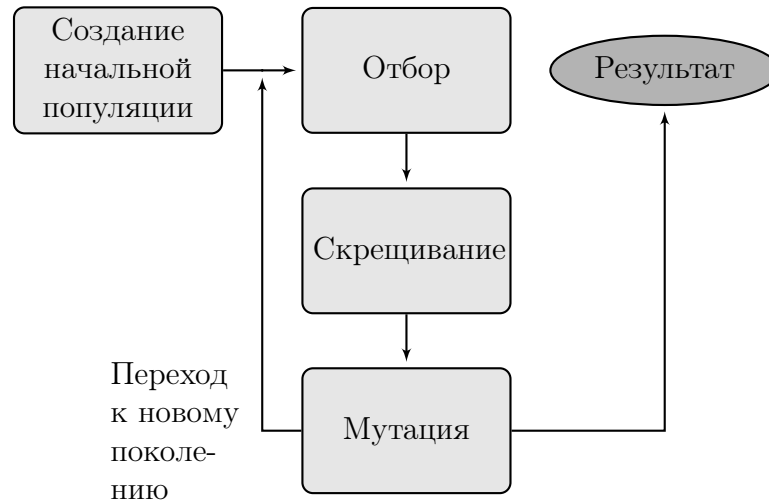 Создание
начальной
популяции
Отбор
Результат
Скрещивание
Переход
к новому
поколе-
нию
Мутация